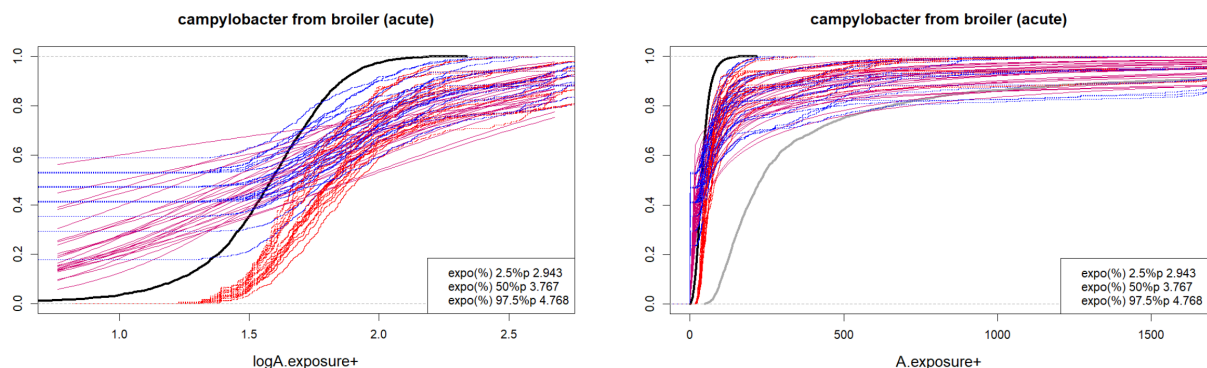 campylobacter from broiler (acute)
1.0
0.8
0.6
0.4
0.2
0.0
expo(%) 2.5%p 2.943
expo(%) 50%p 3.767
expo(%) 97.5%p 4.768
1.0 1.5 2.0 2.5
logA.exposure+
campylobacter from broiler (acute)
1.0
0.8
0.6
0.4
0.2
0.0
expo(%) 2.5%p 2.943
expo(%) 50%p 3.767
expo(%) 97.5%p 4.768
0 500 1000 1500
A.exposure+